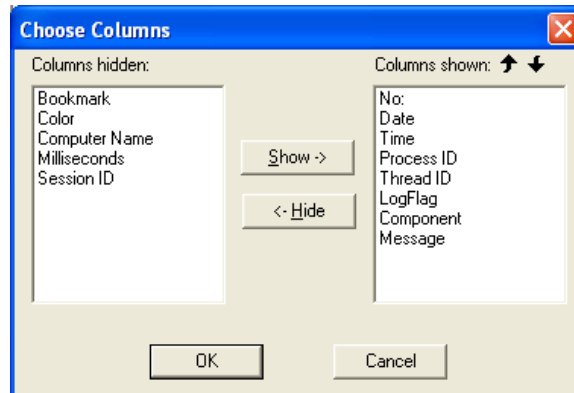 Choose Columns
Columns hidden:
Bookmark
Color
Computer Name
Milliseconds
Session ID
Show ->
<- Hide
Columns shown:
No:
Date
Time
Process ID
Thread ID
LogFlag
Component
Message
OK
Cancel